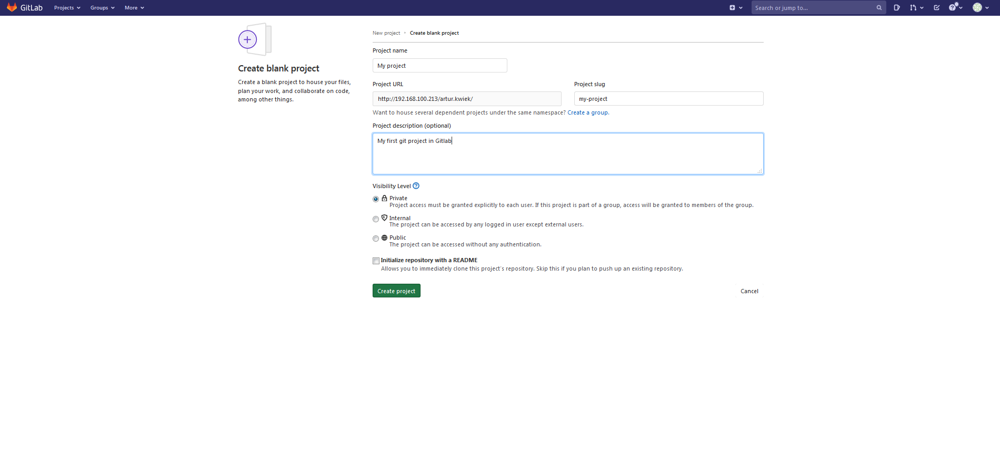 GitLab Projects Groups More Search or jump to...
Create blank project
Create a blank project to house your files,
plan your work, and collaborate on code,
among other things.
New project › Create blank project
Project name
My project
Project URL Project slug
http://192.168.100.213/artur.kwiek/ my-project
Want to house several dependent projects under the same namespace? Create a group.
Project description (optional)
My first git project in Gitlab
Visibility Level
Private
Project access must be granted explicitly to each user. If this project is part of a group, access will be granted to members of the group.
Internal
The project can be accessed by any logged in user except external users.
Public
The project can be accessed without any authentication.
Initialize repository with a README
Allows you to immediately clone this project's repository. Skip this if you plan to push up an existing repository.
Create project Cancel